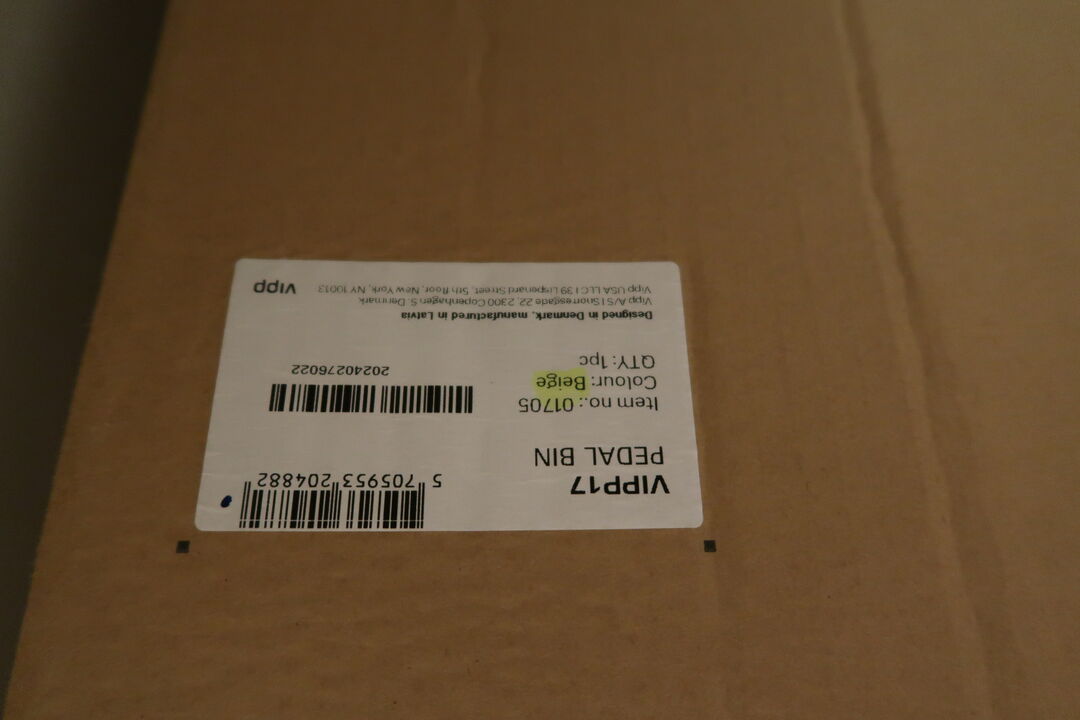 VIPP17
PEDAL BIN
5 705953 204882
Item no.: 01705
Colour: Beige
QTY: 1pc
20240276022
Designed in Denmark, manufactured in Latvia
Vipp A/S I Snorresgade 22, 2300 Copenhagen S. Denmark
Vipp USA LLC I 39 Lispenard Street, 5th floor, New York, NY 10013
VIPP